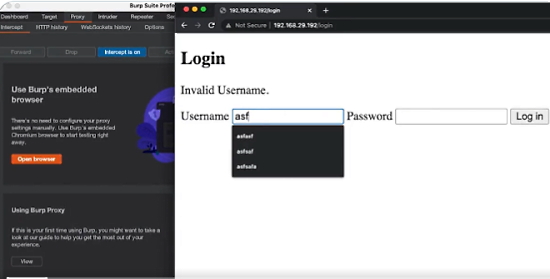 Burp Suite Profe
Dashboard Target Proxy Intruder Repeater Se
Intercept HTTP history WebSockets history Options
Forward Drop Intercept is on
Use Burp's embedded
browser
There's no need to configure your proxy
settings manually. Use Burp's embedded
Chromium browser to start testing right
away.
Open browser
Using Burp Proxy
If this is your first time using Burp, you might want to take
a look at our guide to help you get the most out of your
experience.
View
192.168.29.192/login
Not Secure | 192.168.29.192/login
Login
Invalid Username.
Username asf Password Log in
asfasf
asfsaf
asfsafa